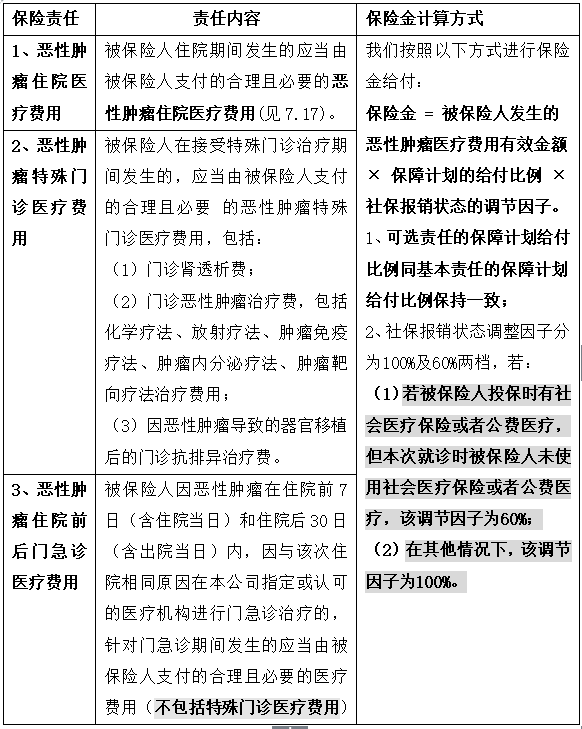 保险责任
责任内容
保险金计算方式
1、恶性肿
瘤住院医
疗费用
被保险人住院期间发生的应当由
被保险人支付的合理且必要的恶
性肿瘤住院医疗费用(见7.17)。
2、恶性肿
瘤特殊门
诊医疗费
用
被保险人在接受特殊门诊治疗期
间发生的，应当由被保险人支付
的合理且必要 的恶性肿瘤特殊
门诊医疗费用，包括：
（1）门诊肾透析费；
（2）门诊恶性肿瘤治疗费，包括
化学疗法、放射疗法、肿瘤免疫
疗法、肿瘤内分泌疗法、肿瘤靶
向疗法治疗费用；
（3）因恶性肿瘤导致的器官移植
后的门诊抗排异治疗费。
3、恶性肿
瘤住院前
后门急诊
医疗费用
被保险人因恶性肿瘤在住院前7
日（含住院当日）和住院后30日
（含出院当日）内，因与该次住
院相同原因在本公司指定或认可
的医疗机构进行门急诊治疗的，
针对门急诊期间发生的应当由被
保险人支付的合理且必要的医疗
费用（不包括特殊门诊医疗费用）
我们按照以下方式进行保险
金给付：
保险金 = 被保险人发生的
恶性肿瘤医疗费用有效金额
× 保障计划的给付比例 ×
社保报销状态的调节因子。
1、可选责任的保障计划给付
比例同基本责任的保障计划
给付比例保持一致；
2、社保报销状态调整因子分
为100%及60%两档，若：
（1）若被保险人投保时有社
会医疗保险或者公费医疗，
但本次就诊时被保险人未使
用社会医疗保险或者公费医
疗，该调节因子为60%；
（2）在其他情况下，该调节
因子为100%。